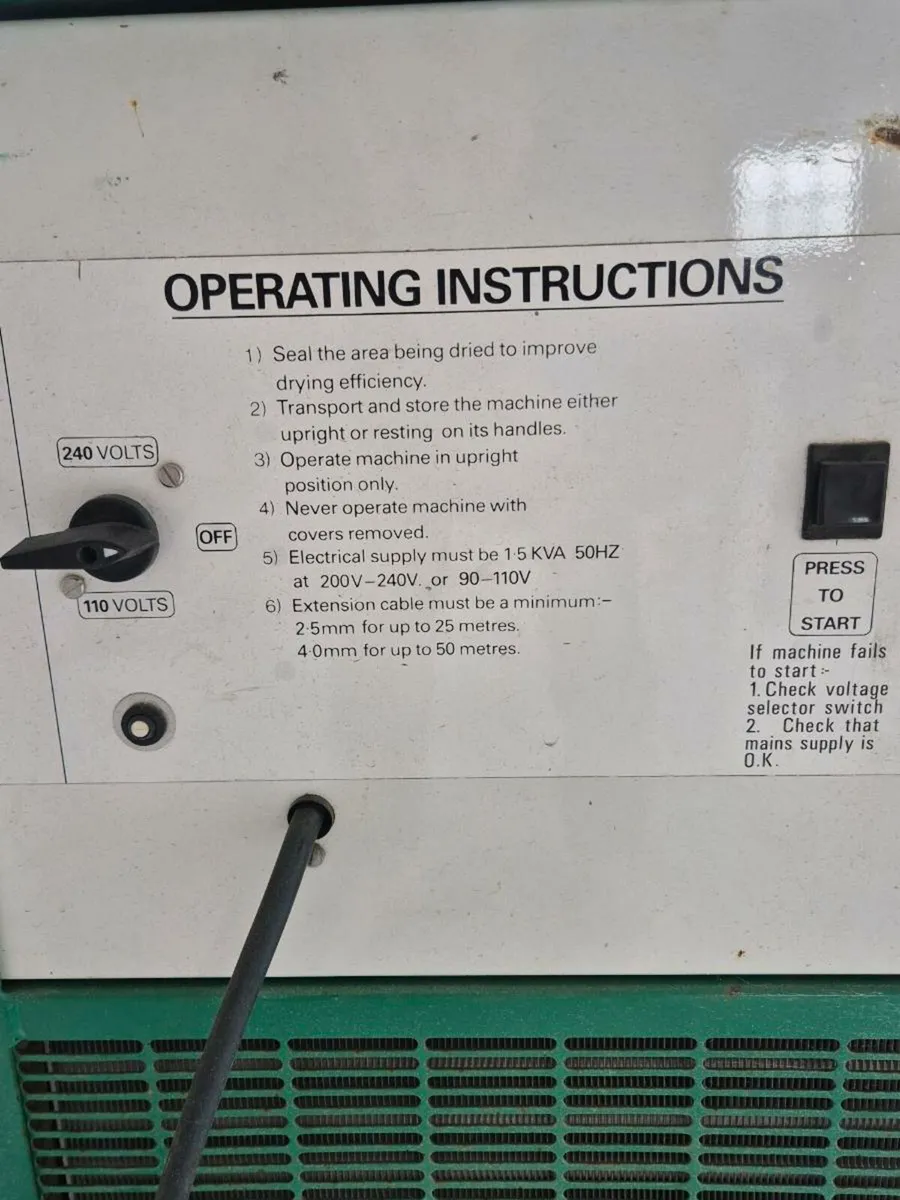 OPERATING INSTRUCTIONS
1) Seal the area being dried to improve
drying efficiency.
2) Transport and store the machine either
upright or resting on its handles.
3) Operate machine in upright
position only.
4) Never operate machine with
covers removed.
5) Electrical supply must be 1·5 KVA 50HZ
at 200V–240V. or 90–110V
6) Extension cable must be a minimum:–
2·5mm for up to 25 metres.
4·0mm for up to 50 metres.
240 VOLTS
OFF
110 VOLTS
PRESS
TO
START
If machine fails
to start :-
1. Check voltage
selector switch
2. Check that
mains supply is
O.K.